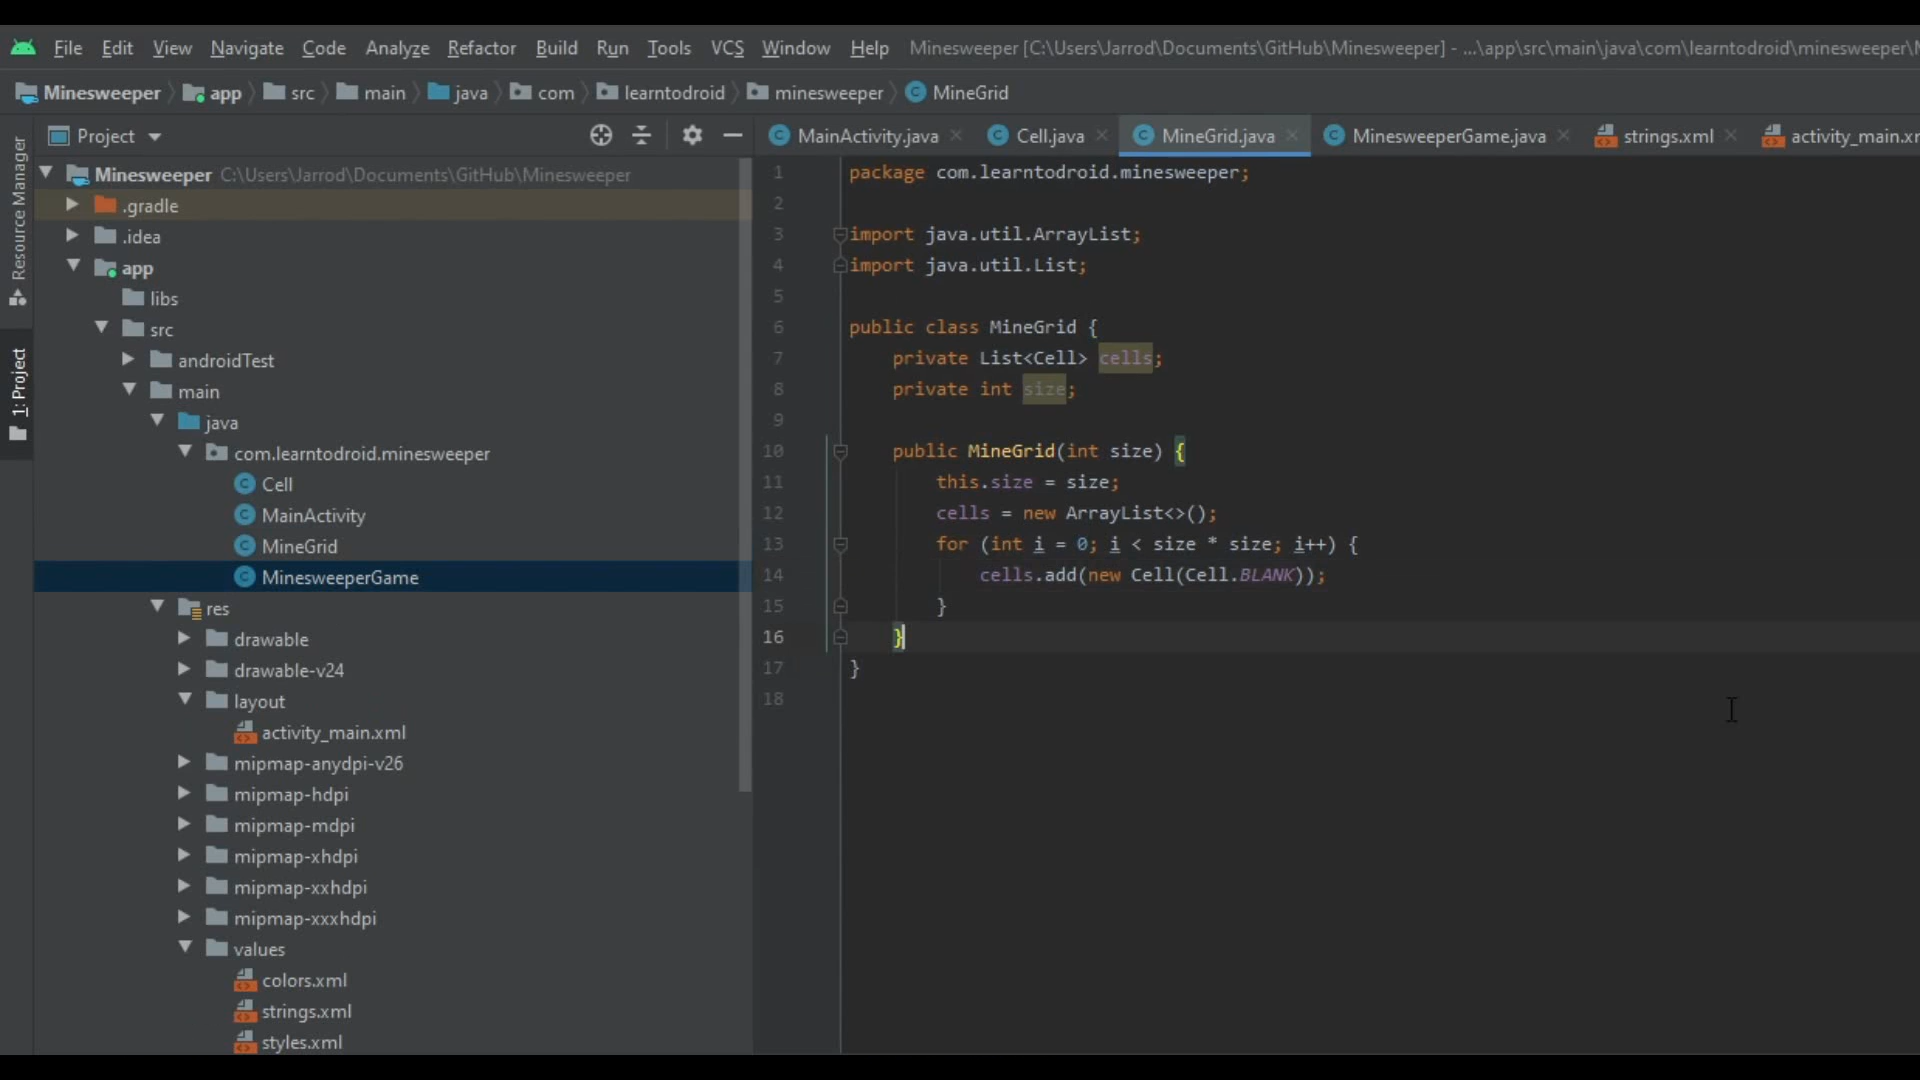 File Edit View Navigate Code Analyze Refactor Build Run Tools VCS Window Help Minesweeper [C:\Users\Jarrod\Documents\GitHub\Minesweeper] - ...\app\src\main\java\com\learntodroid\minesweeper\
Minesweeper app src main java com learntodroid minesweeper MineGrid
Project
MainActivity.java Cell.java MineGrid.java MinesweeperGame.java strings.xml activity_main.x
Resource Manager
1: Project
Minesweeper C:\Users\Jarrod\Documents\GitHub\Minesweeper
.gradle
.idea
app
libs
src
androidTest
main
java
com.learntodroid.minesweeper
Cell
MainActivity
MineGrid
MinesweeperGame
res
drawable
drawable-v24
layout
activity_main.xml
mipmap-anydpi-v26
mipmap-hdpi
mipmap-mdpi
mipmap-xhdpi
mipmap-xxhdpi
mipmap-xxxhdpi
values
colors.xml
strings.xml
styles.xml
1 package com.learntodroid.minesweeper;
2
3 import java.util.ArrayList;
4 import java.util.List;
5
6 public class MineGrid {
7 private List<Cell> cells;
8 private int size;
9
10 public MineGrid(int size) {
11 this.size = size;
12 cells = new ArrayList<>();
13 for (int i = 0; i < size * size; i++) {
14 cells.add(new Cell(Cell.BLANK));
15 }
16 }
17 }
18